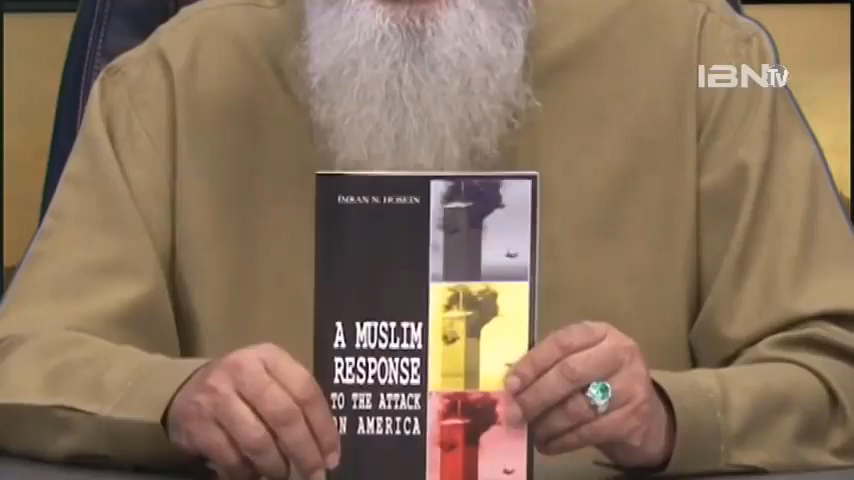 IBNTV
IMRAN N. HOSEIN
A MUSLIM
RESPONSE
TO THE ATTACK
ON AMERICA